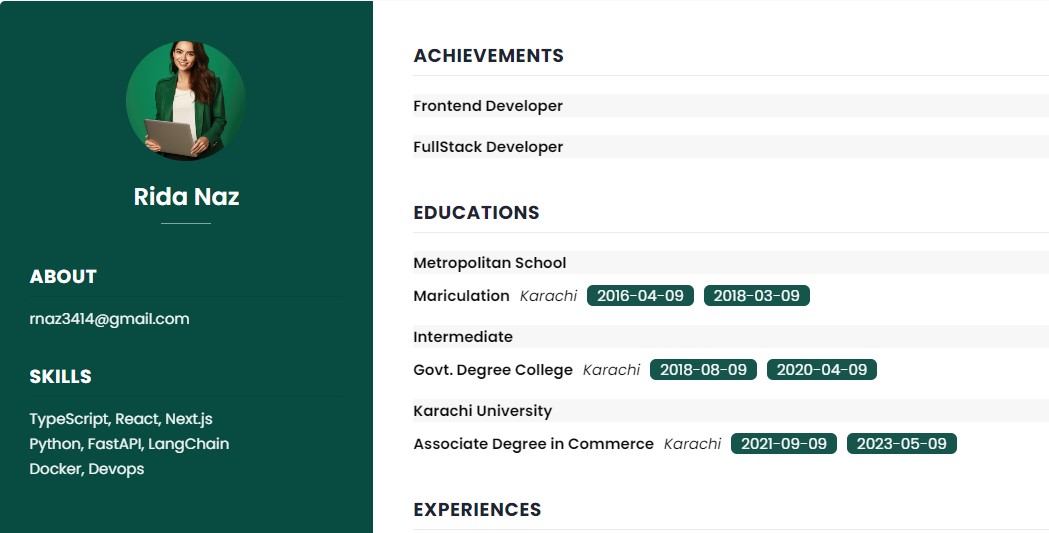 Rida Naz
ABOUT
rnaz3414@gmail.com
SKILLS
TypeScript, React, Next.js
Python, FastAPI, LangChain
Docker, Devops
ACHIEVEMENTS
Frontend Developer
FullStack Developer
EDUCATIONS
Metropolitan School
Mariculation Karachi 2016-04-09 2018-03-09
Intermediate
Govt. Degree College Karachi 2018-08-09 2020-04-09
Karachi University
Associate Degree in Commerce Karachi 2021-09-09 2023-05-09
EXPERIENCES